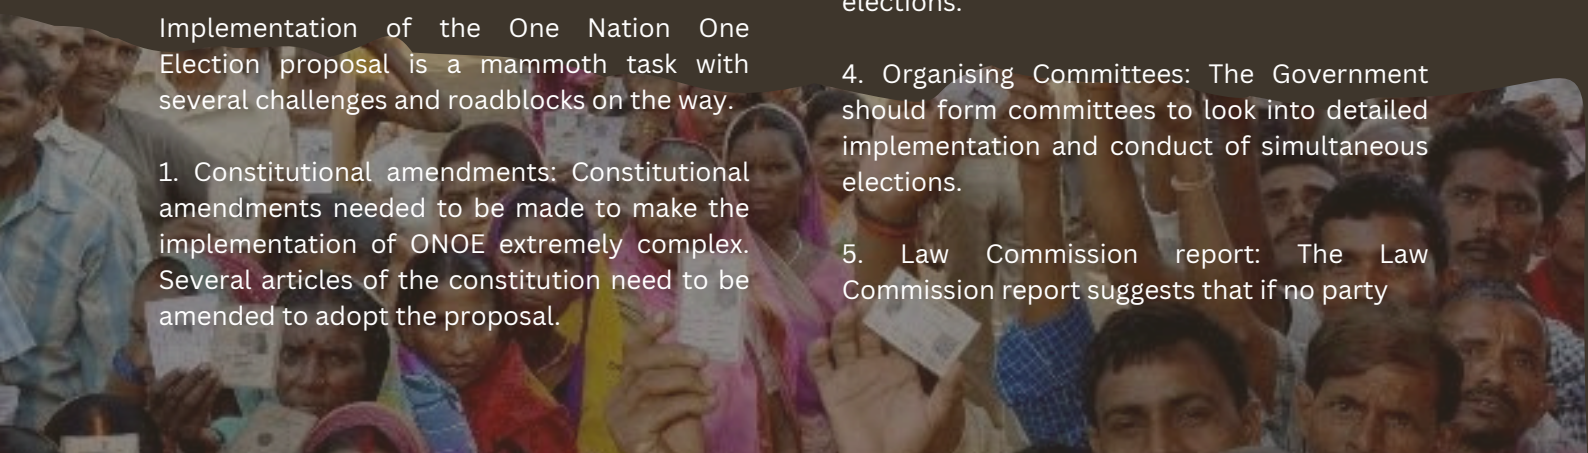 Implementation of the One Nation One
Election proposal is a mammoth task with
several challenges and roadblocks on the way.
1. Constitutional amendments: Constitutional
amendments needed to be made to make the
implementation of ONOE extremely complex.
Several articles of the constitution need to be
amended to adopt the proposal.
elections.
4. Organising Committees: The Government
should form committees to look into detailed
implementation and conduct of simultaneous
elections.
5. Law Commission report: The Law
Commission report suggests that if no party